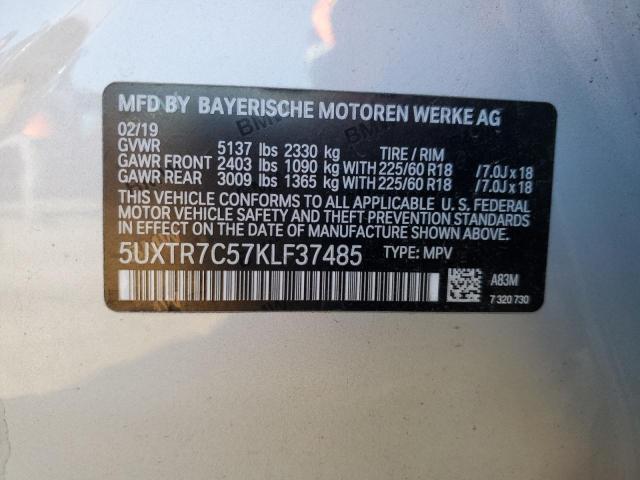 MFD BY BAYERISCHE MOTOREN WERKE AG
02/19
GVWR 5137 lbs 2330 kg TIRE / RIM
GAWR FRONT 2403 lbs 1090 kg WITH 225/60 R18 /7.0J x 18
GAWR REAR 3009 lbs 1365 kg WITH 225/60 R18 /7.0J x 18
THIS VEHICLE CONFORMS TO ALL APPLICABLE U. S. FEDERAL
MOTOR VEHICLE SAFETY AND THEFT PREVENTION STANDARDS
IN EFFECT ON THE DATE OF MANUFACTURE SHOWN ABOVE.
5UXTR7C57KLF37485 TYPE: MPV
A83M
7 320 730